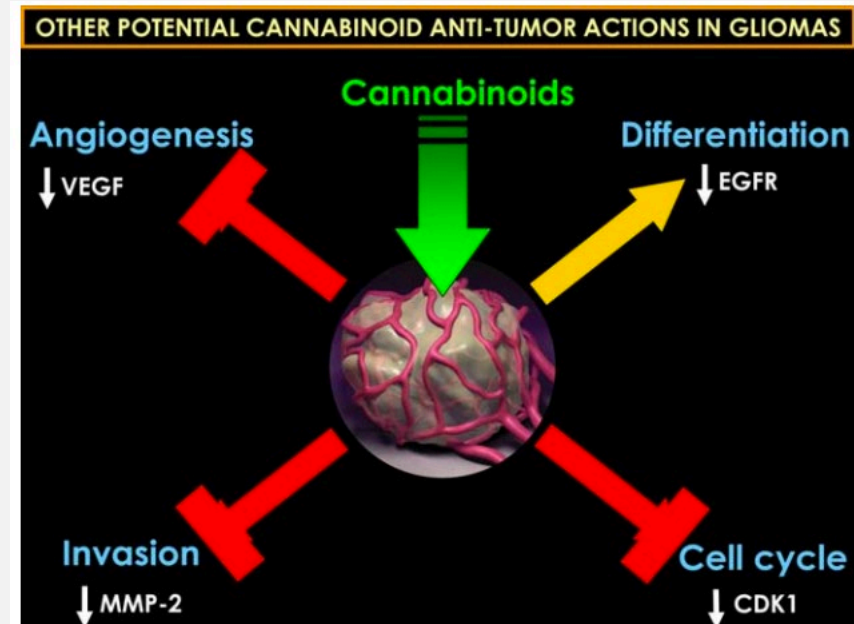 OTHER POTENTIAL CANNABINOID ANTI-TUMOR ACTIONS IN GLIOMAS
Cannabinoids
Angiogenesis
↓ VEGF
Differentiation
↓ EGFR
Invasion
↓ MMP-2
Cell cycle
↓ CDK1